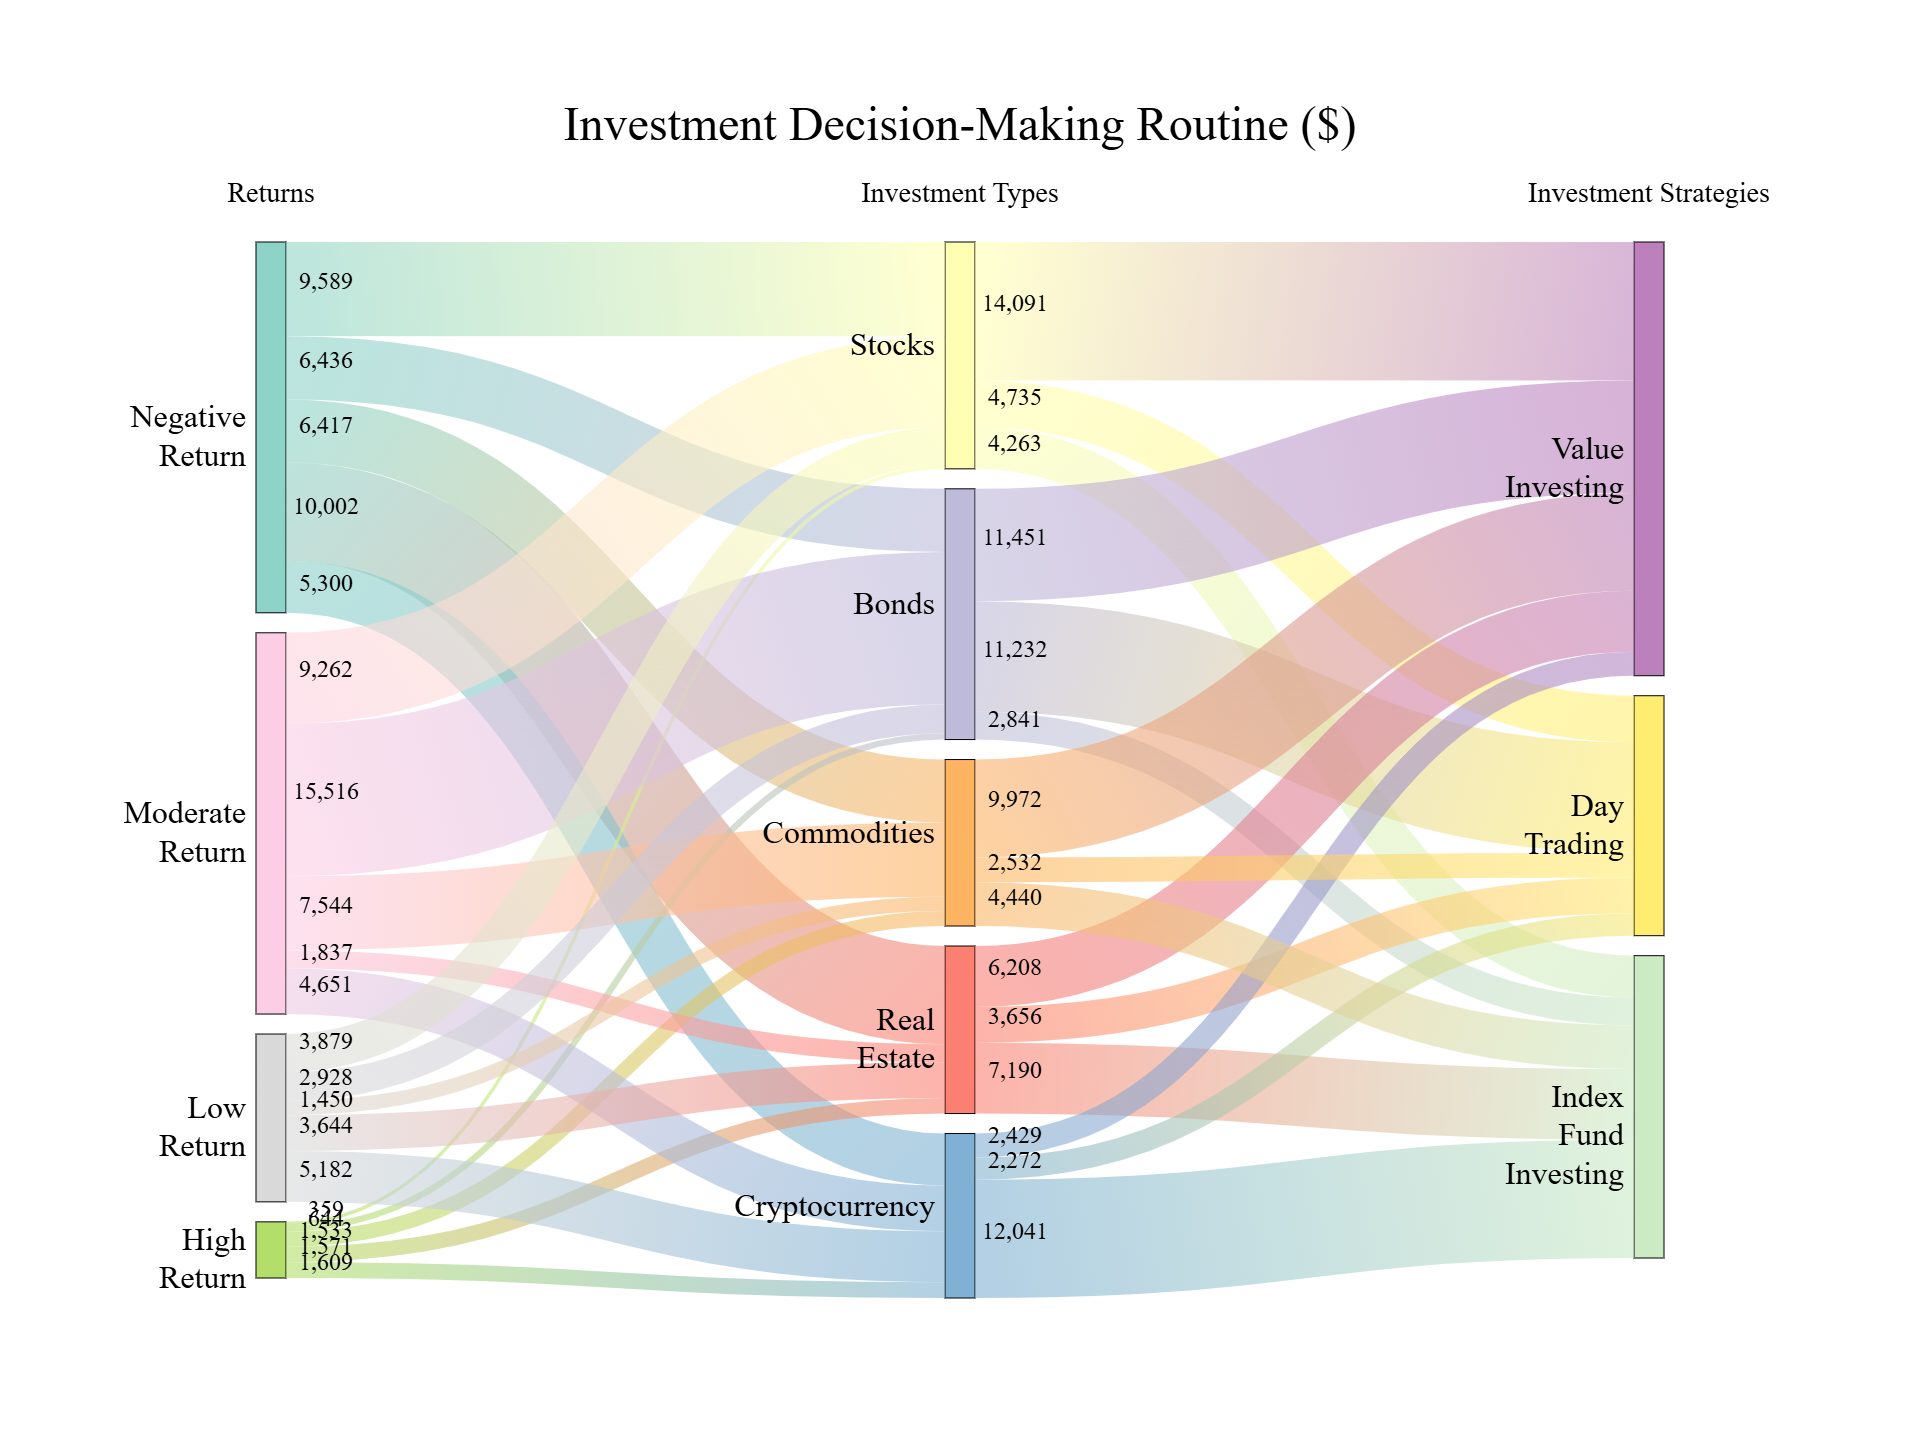 Investment Decision-Making Routine ($)
Returns
Investment Types
Investment Strategies
9,589
6,436
6,417
10,002
5,300
Negative
Return
9,262
15,516
7,544
1,837
4,651
Moderate
Return
3,879
2,928
1,450
3,644
5,182
Low
Return
359
644
1,533
1,571
1,609
High
Return
Stocks
14,091
4,735
4,263
Bonds
11,451
11,232
2,841
Commodities
9,972
2,532
4,440
Real
Estate
6,208
3,656
7,190
Cryptocurrency
2,429
2,272
12,041
Value
Investing
Day
Trading
Index
Fund
Investing